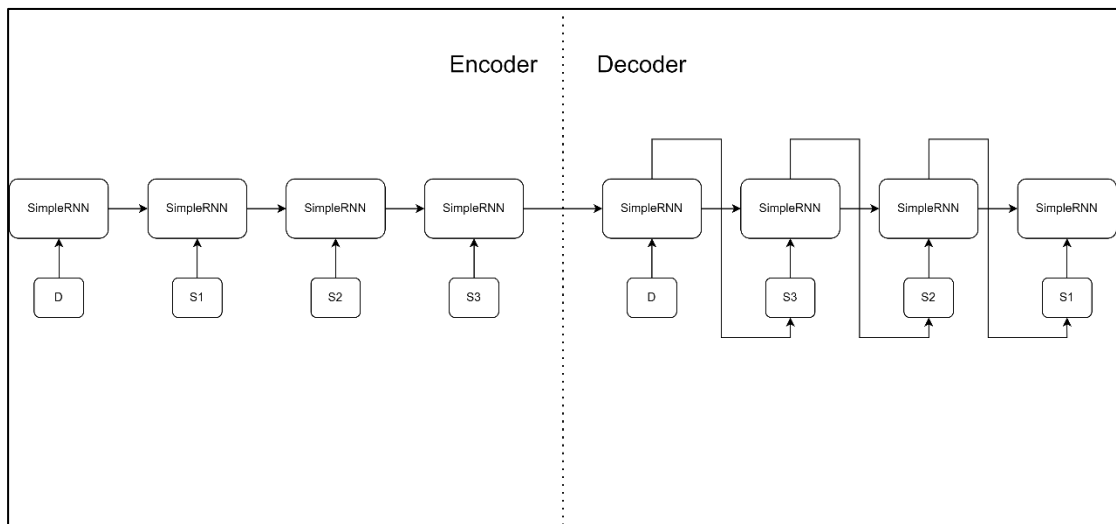 Encoder Decoder
SimpleRNN SimpleRNN SimpleRNN SimpleRNN SimpleRNN SimpleRNN SimpleRNN SimpleRNN
D S1 S2 S3 D S3 S2 S1